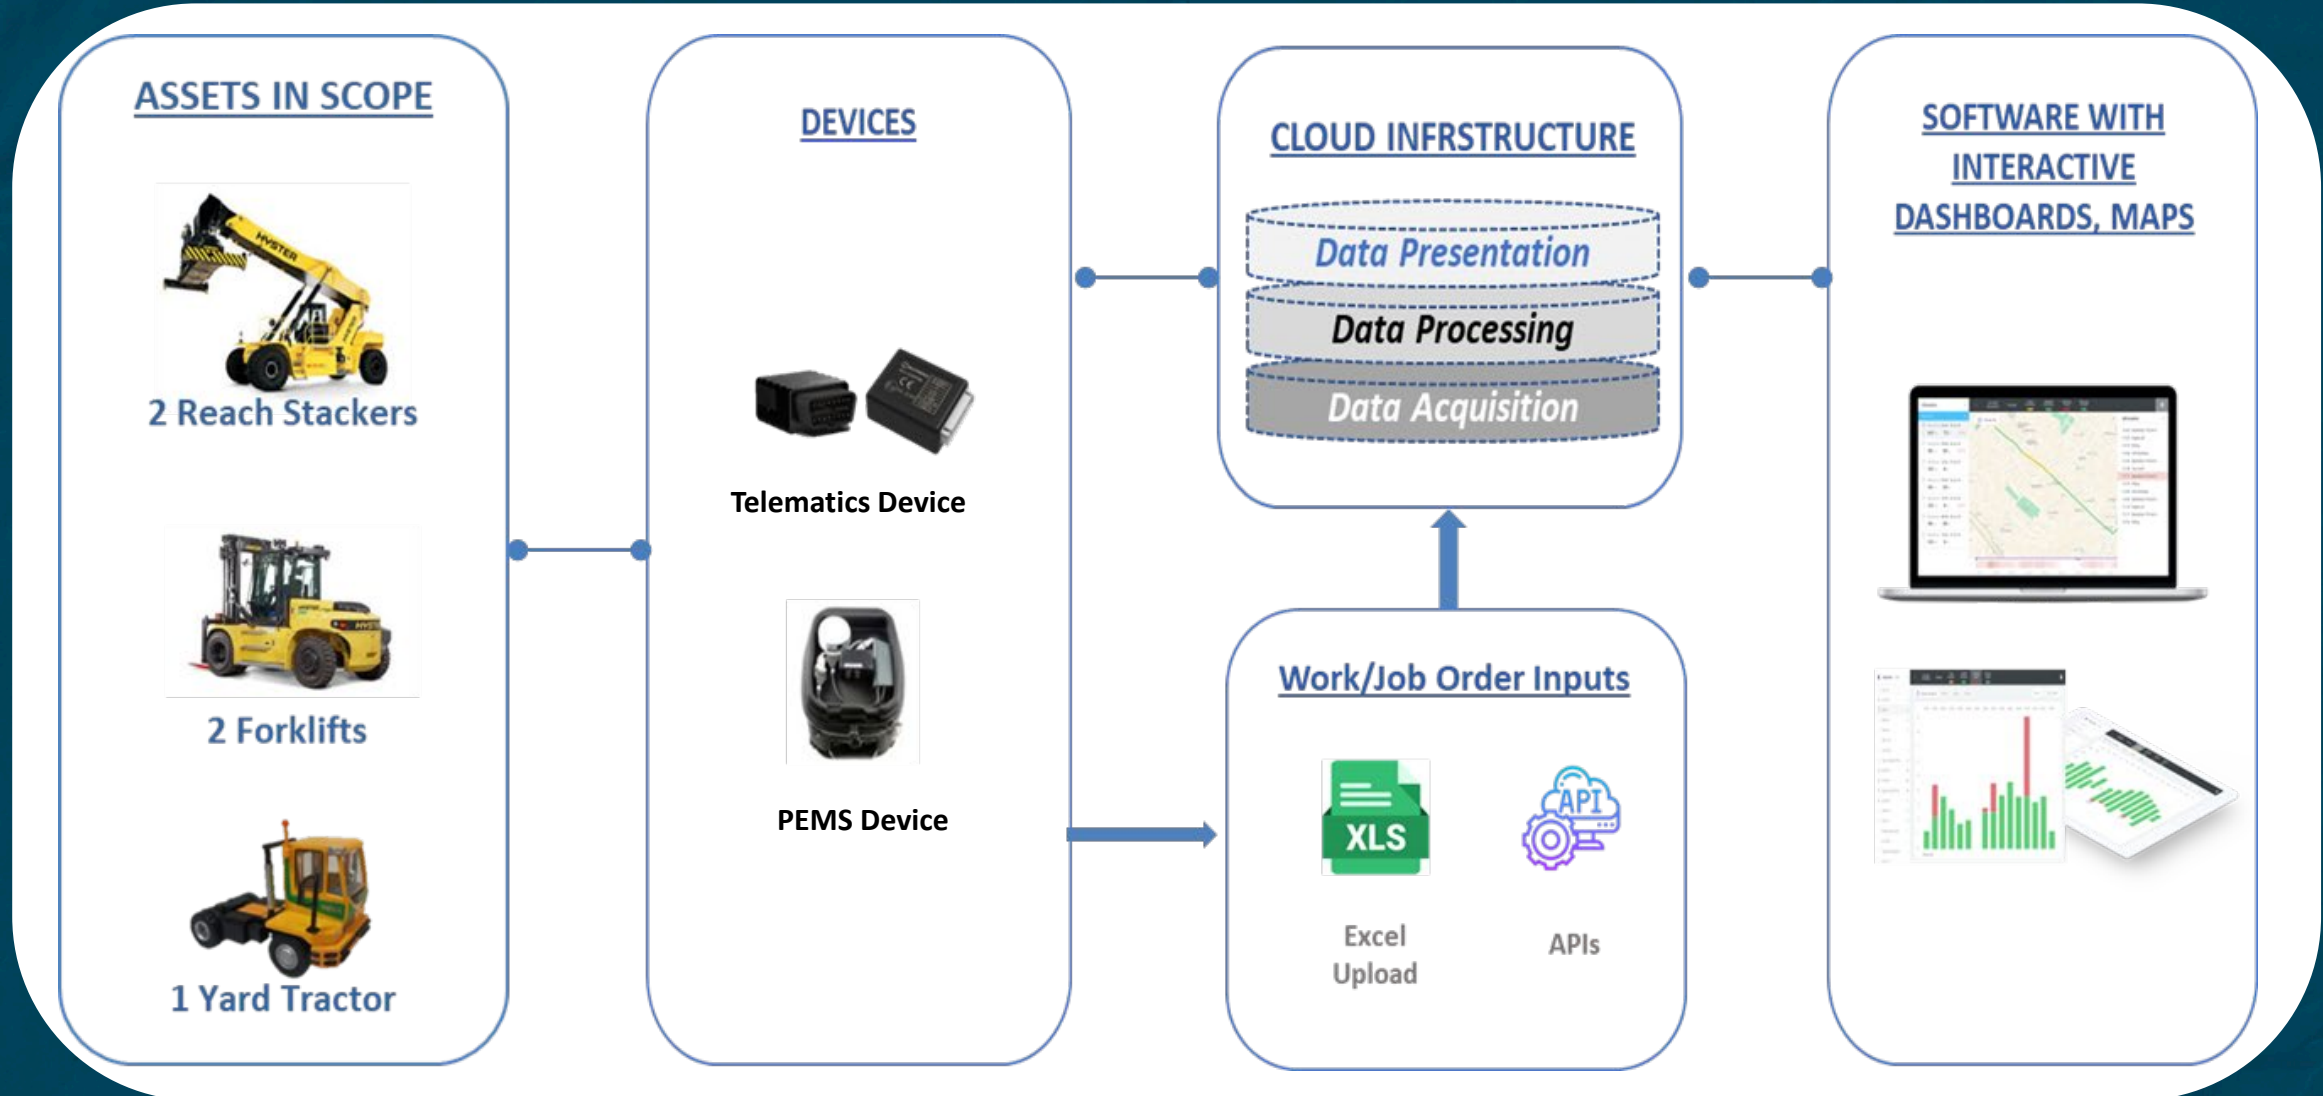 ASSETS IN SCOPE
HYSTER
2 Reach Stackers
2 Forklifts
1 Yard Tractor
DEVICES
Telematics Device
PEMS Device
CLOUD INFRSTRUCTURE
Data Presentation
Data Processing
Data Acquisition
Work/Job Order Inputs
XLS
API
Excel
Upload
APIs
SOFTWARE WITH
INTERACTIVE
DASHBOARDS, MAPS